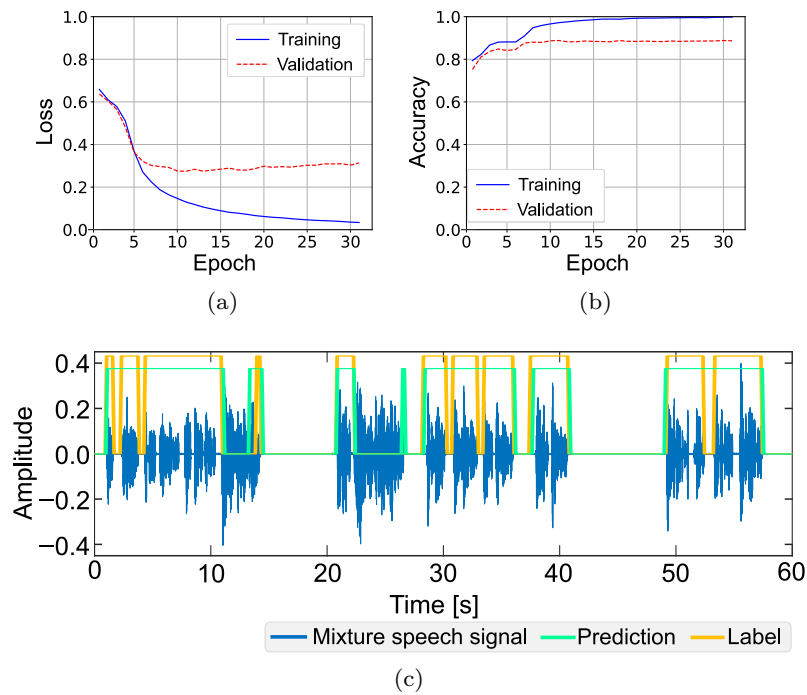 1.0
0.8
0.6
0.4
0.2
0.0
Loss
Training
Validation
0 5 10 15 20 25 30
Epoch
(a)
1.0
0.8
0.6
0.4
0.2
0.0
Accuracy
Training
Validation
0 5 10 15 20 25 30
Epoch
(b)
0.4
0.2
0.0
−0.2
−0.4
Amplitude
0 10 20 30 40 50 60
Time [s]
Mixture speech signal Prediction Label
(c)